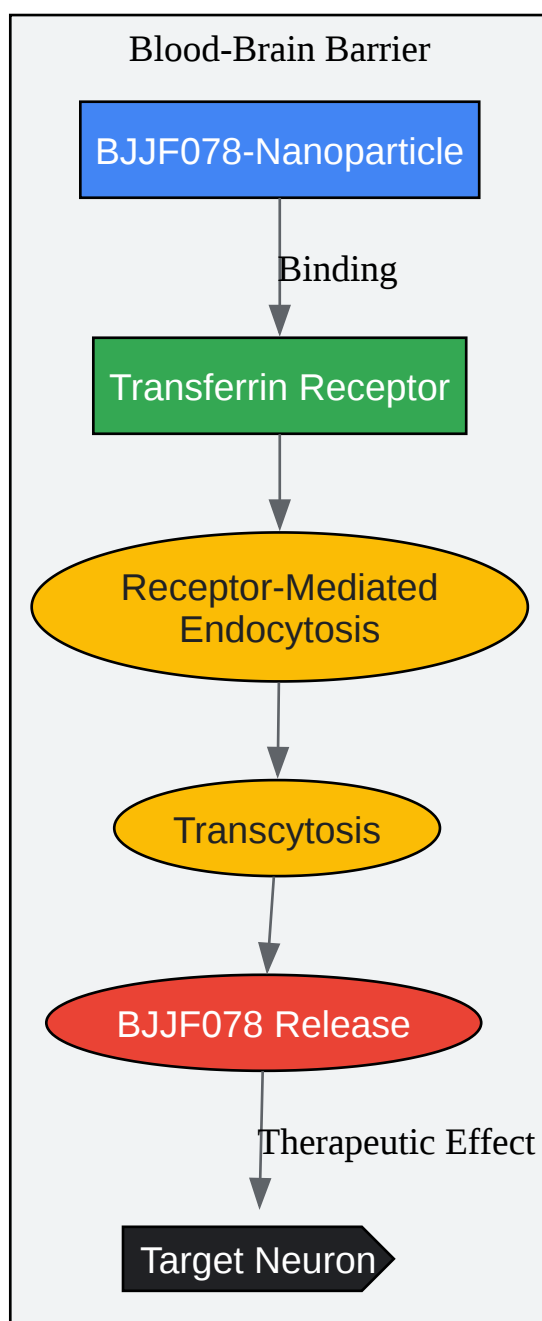 Blood-Brain Barrier
BJJF078-Nanoparticle
Binding
Transferrin Receptor
Receptor-Mediated
Endocytosis
Transcytosis
BJJF078 Release
Therapeutic Effect
Target Neuron